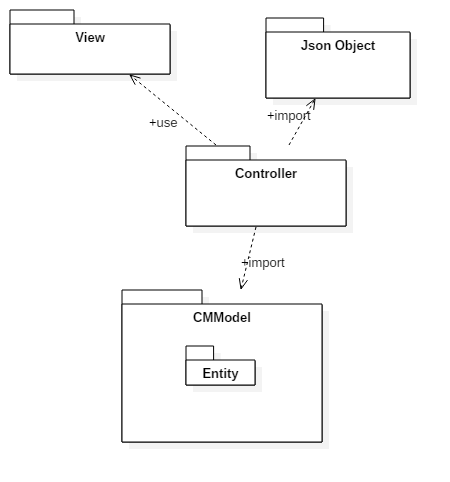 View
Json Object
+use
+import
Controller
+import
CMModel
Entity